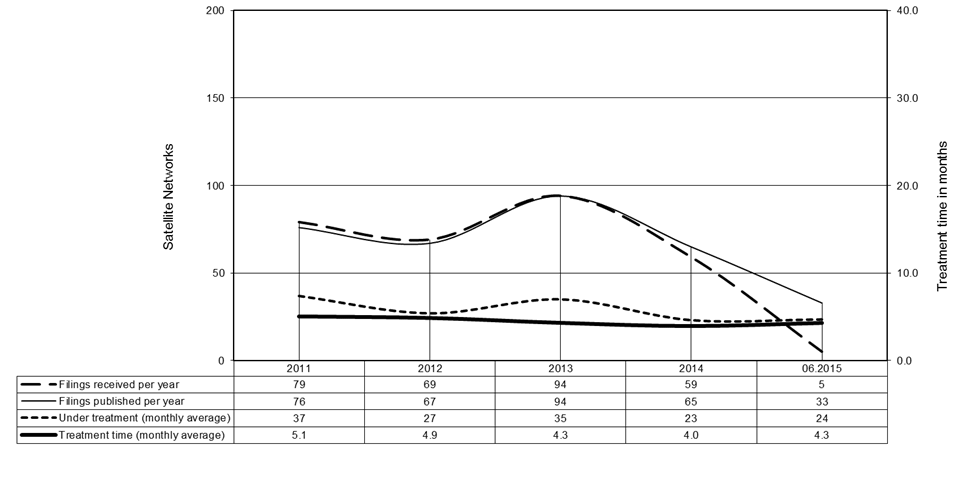 200
150
100
50
0
Satellite Networks
40.0
30.0
20.0
10.0
0.0
Treatment time in months
2011 2012 2013 2014 06.2015
Filings received per year 79 69 94 59 5
Filings published per year 76 67 94 65 33
Under treatment (monthly average) 37 27 35 23 24
Treatment time (monthly average) 5.1 4.9 4.3 4.0 4.3